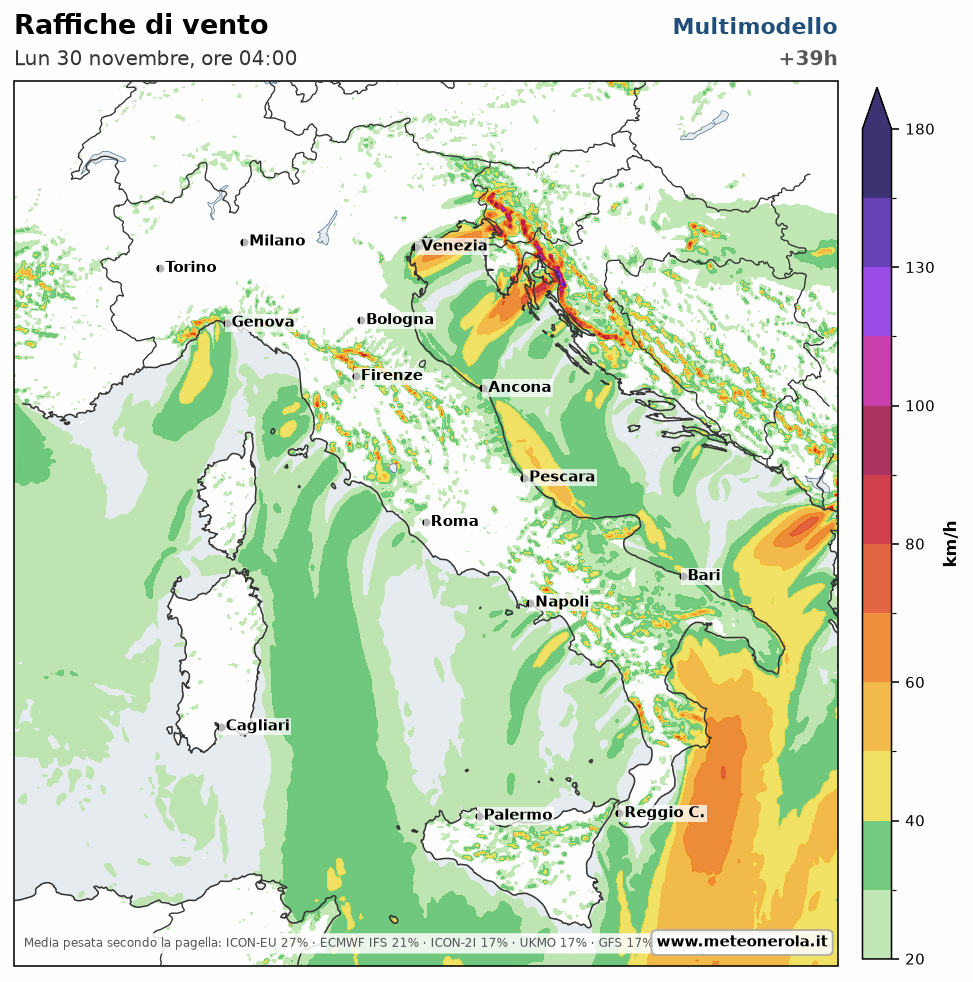 Raffiche di vento
Multimodello
Lun 30 novembre, ore 04:00
+39h
180
130
100
80
60
40
20
km/h
Milano
Venezia
Torino
Genova
Bologna
Firenze
Ancona
Pescara
Roma
Bari
Napoli
Cagliari
Palermo
Reggio C.
Media pesata secondo la pagella: ICON-EU 27% · ECMWF IFS 21% · ICON-2I 17% · UKMO 17% · GFS 17%
www.meteonerola.it